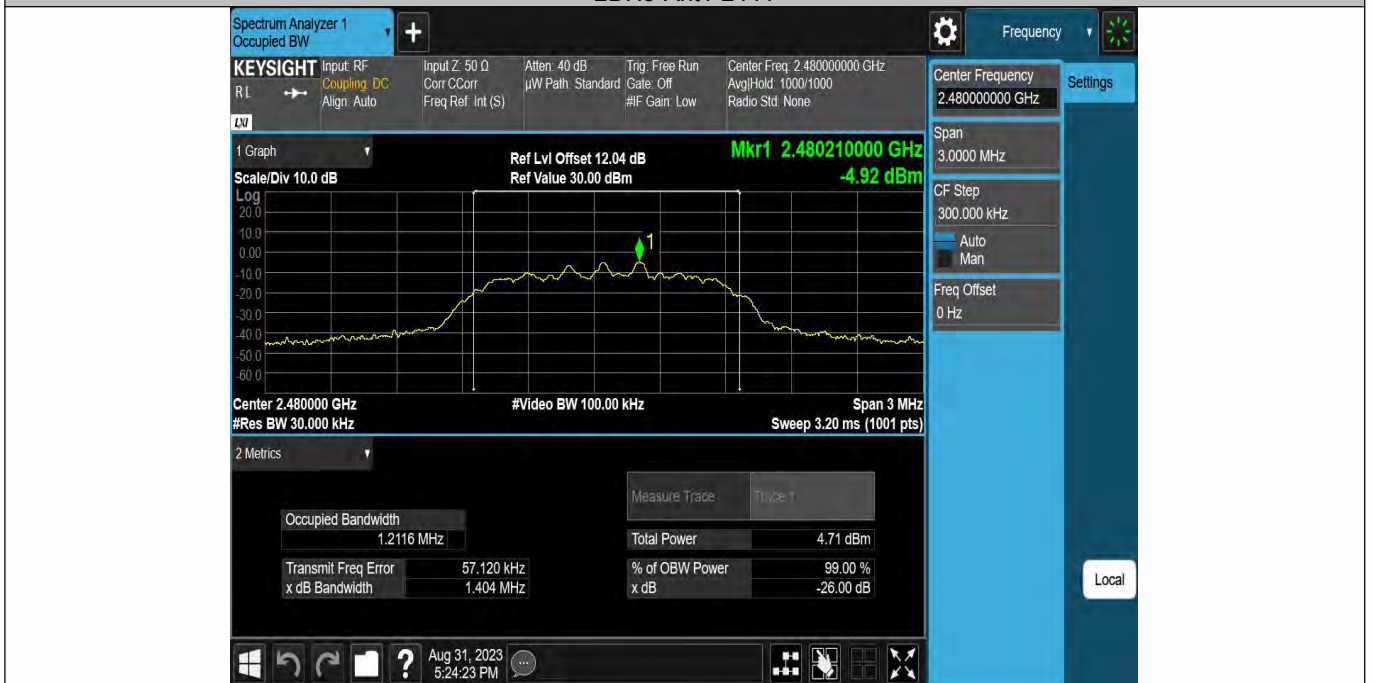 Spectrum Analyzer 1
Occupied BW
Frequency
KEYSIGHT
RL
LXI
Input: RF
Coupling: DC
Align: Auto
Input Z: 50 Ω
Corr CCorr
Freq Ref: Int (S)
Atten: 40 dB
µW Path: Standard
Trig: Free Run
Gate: Off
#IF Gain: Low
Center Freq: 2.480000000 GHz
Avg|Hold: 1000/1000
Radio Std: None
Center Frequency
2.480000000 GHz
Settings
Span
3.0000 MHz
CF Step
300.000 kHz
Auto
Man
Freq Offset
0 Hz
Local
1 Graph
Scale/Div 10.0 dB
Ref Lvl Offset 12.04 dB
Ref Value 30.00 dBm
Mkr1 2.480210000 GHz
-4.92 dBm
Log
20.0
10.0
0.00
-10.0
-20.0
-30.0
-40.0
-50.0
-60.0
1
Center 2.480000 GHz
#Video BW 100.00 kHz
Span 3 MHz
#Res BW 30.000 kHz
Sweep 3.20 ms (1001 pts)
2 Metrics
Measure Trace
Trace 1
Occupied Bandwidth
1.2116 MHz
Total Power
4.71 dBm
Transmit Freq Error
57.120 kHz
% of OBW Power
99.00 %
x dB Bandwidth
1.404 MHz
x dB
-26.00 dB
Aug 31, 2023
5:24:23 PM